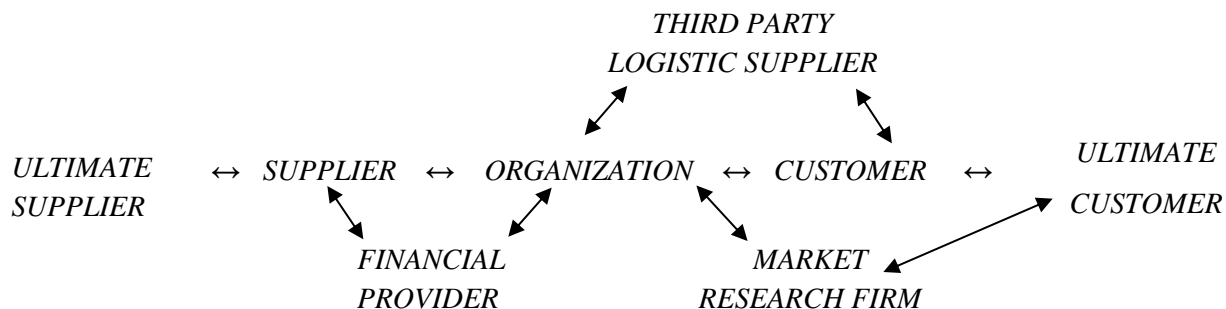 THIRD PARTY
LOGISTIC SUPPLIER
ULTIMATE
SUPPLIER
↔ SUPPLIER ↔ ORGANIZATION ↔ CUSTOMER ↔
ULTIMATE
CUSTOMER
FINANCIAL
PROVIDER
MARKET
RESEARCH FIRM